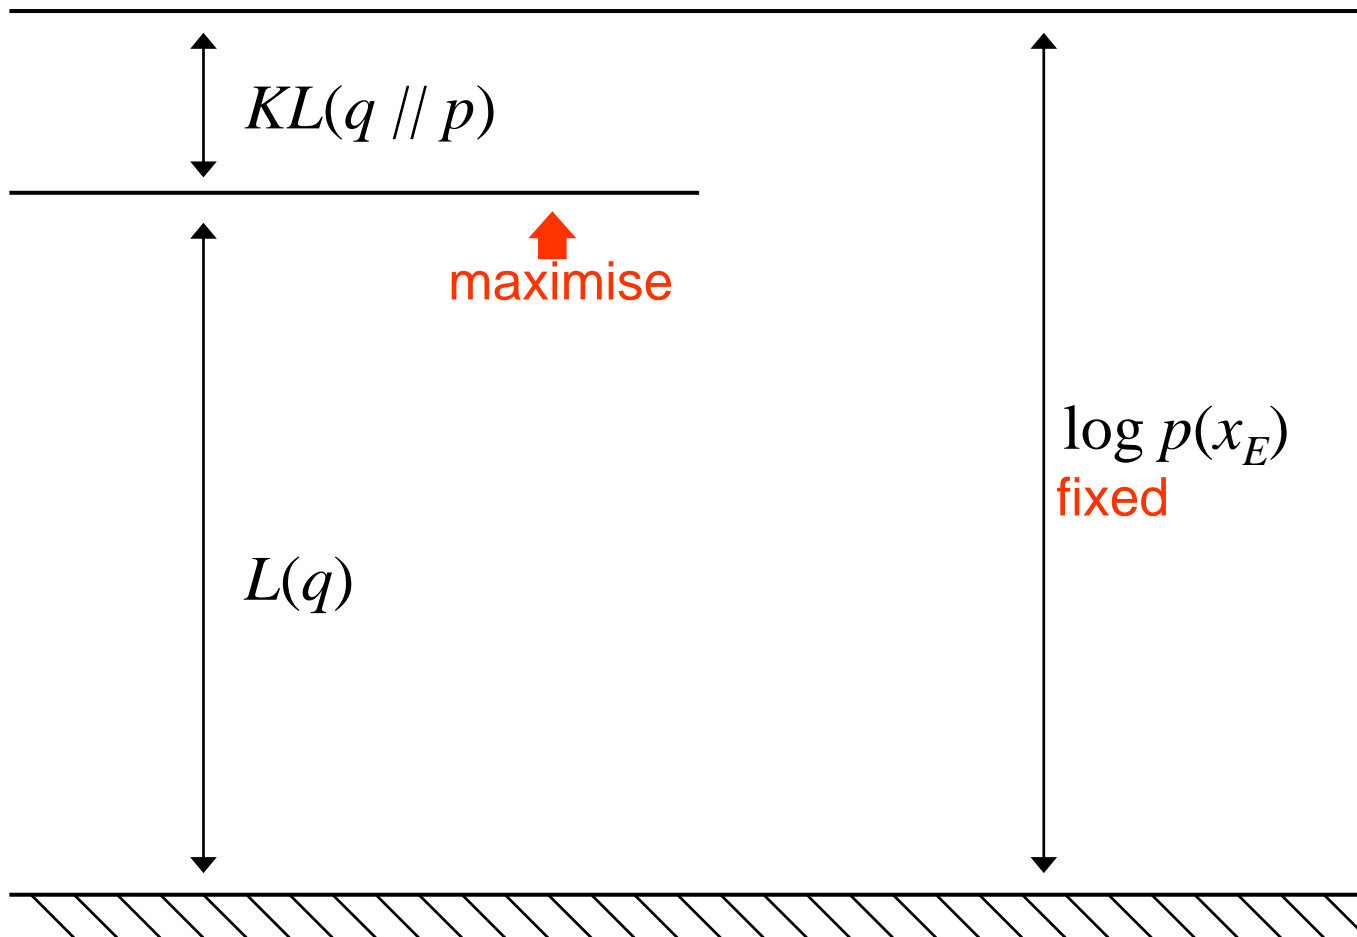 KL(q // p)
maximise
log p(x_E)
fixed
L(q)